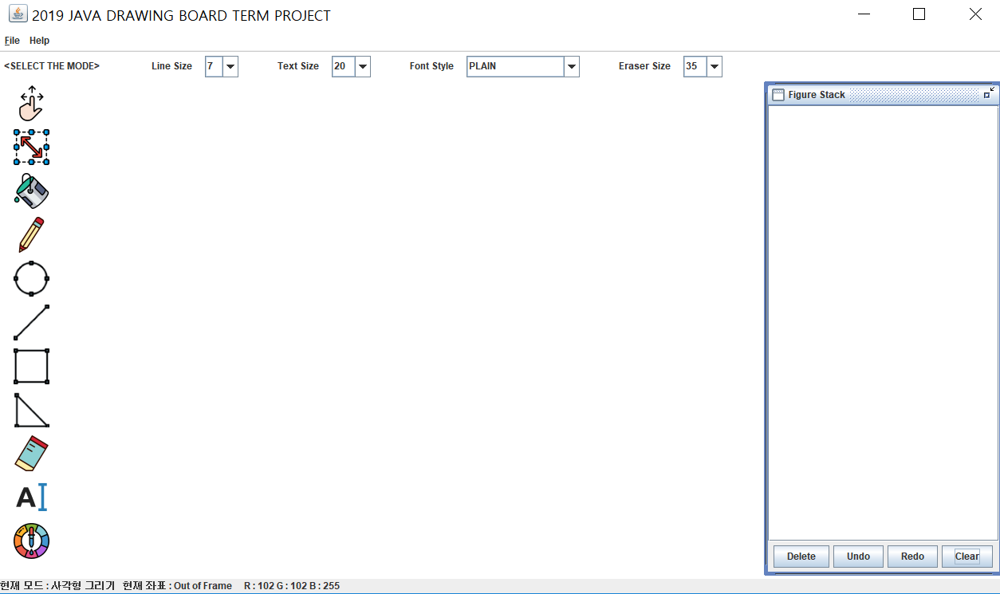 2019 JAVA DRAWING BOARD TERM PROJECT
File Help
<SELECT THE MODE> Line Size 7 Text Size 20 Font Style PLAIN Eraser Size 35
Figure Stack
A
Delete Undo Redo Clear
현재 모드 : 사각형 그리기 현재 좌표 : Out of Frame R : 102 G : 102 B : 255